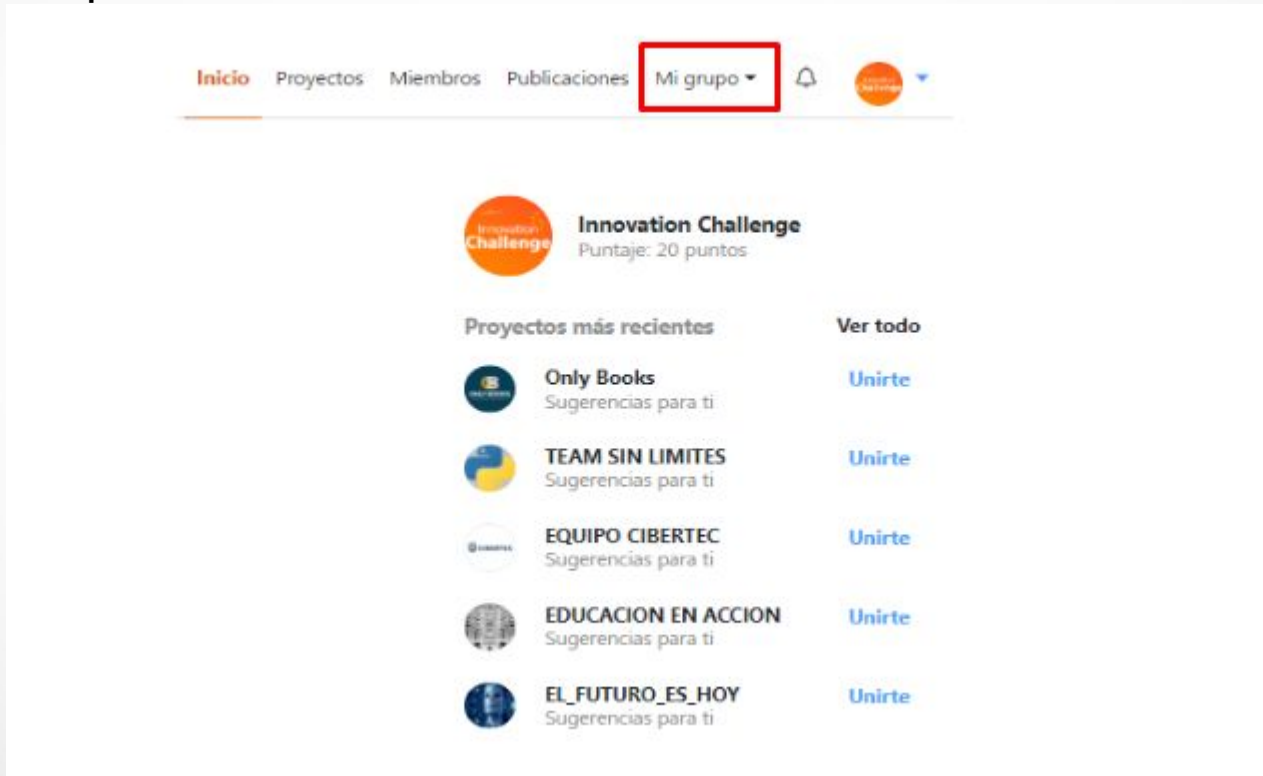 Inicio Proyectos Miembros Publicaciones Mi grupo
Innovation Challenge
Innovation Challenge
Puntaje: 20 puntos
Proyectos más recientes Ver todo
Only Books Unirte
Sugerencias para ti
TEAM SIN LIMITES Unirte
Sugerencias para ti
EQUIPO CIBERTEC Unirte
Sugerencias para ti
EDUCACION EN ACCION Unirte
Sugerencias para ti
EL_FUTURO_ES_HOY Unirte
Sugerencias para ti